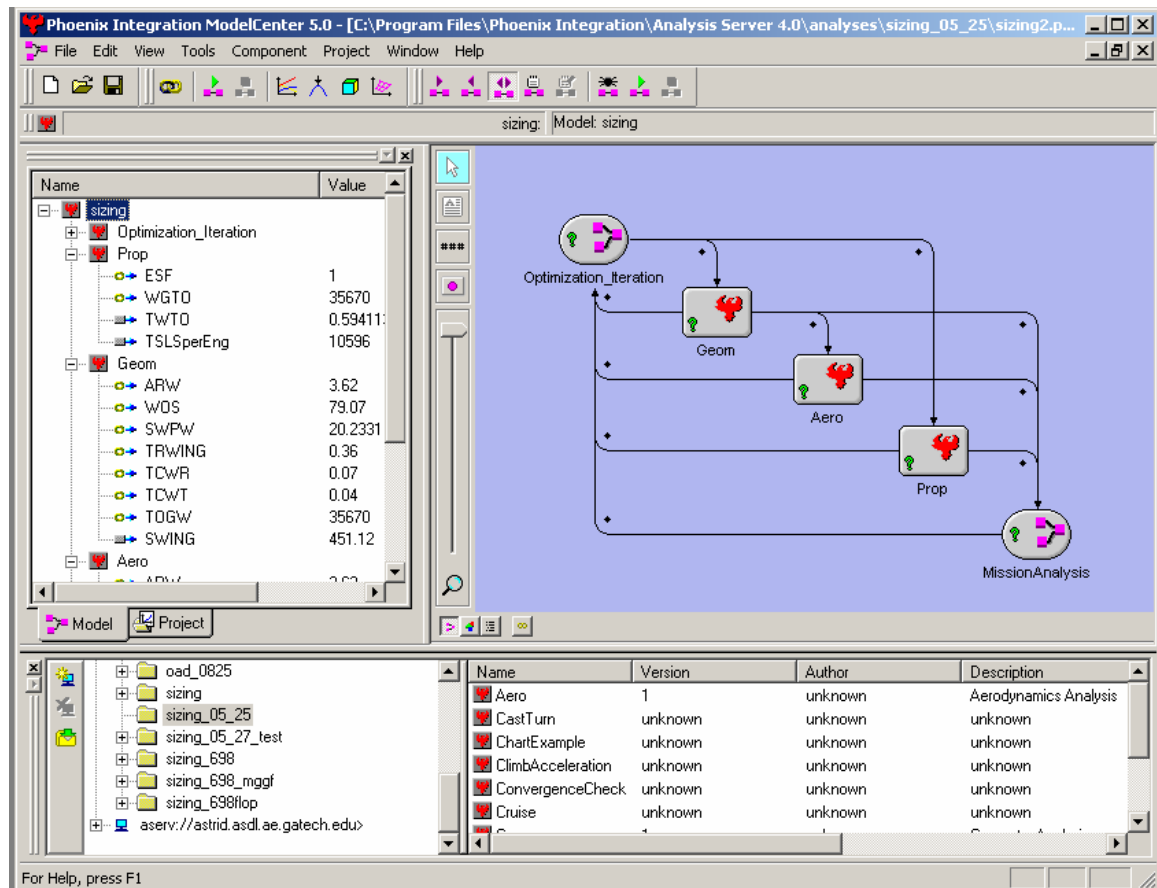 Phoenix Integration ModelCenter 5.0 - [C:\Program Files\Phoenix Integration\Analysis Server 4.0\analyses\sizing_05_25\sizing2.p...
File Edit View Tools Component Project Window Help
sizing: Model: sizing
Name Value
sizing
Optimization_Iteration
Prop
ESF 1
WGTO 35670
TWTO 0.59411
TSLSperEng 10596
Geom
ARW 3.62
WOS 79.07
SWPW 20.2331
TRWING 0.36
TCWR 0.07
TCWT 0.04
TOGW 35670
SWING 451.12
Aero
Model Project
###
Optimization_Iteration
Geom
Aero
Prop
MissionAnalysis
oad_0825
sizing
sizing_05_25
sizing_05_27_test
sizing_698
sizing_698_mggf
sizing_698flop
aserv://astrid.asdl.ae.gatech.edu>
Name Version Author Description
Aero 1 unknown Aerodynamics Analysis
CastTurn unknown unknown unknown
ChartExample unknown unknown unknown
ClimbAcceleration unknown unknown unknown
ConvergenceCheck unknown unknown unknown
Cruise unknown unknown unknown
For Help, press F1